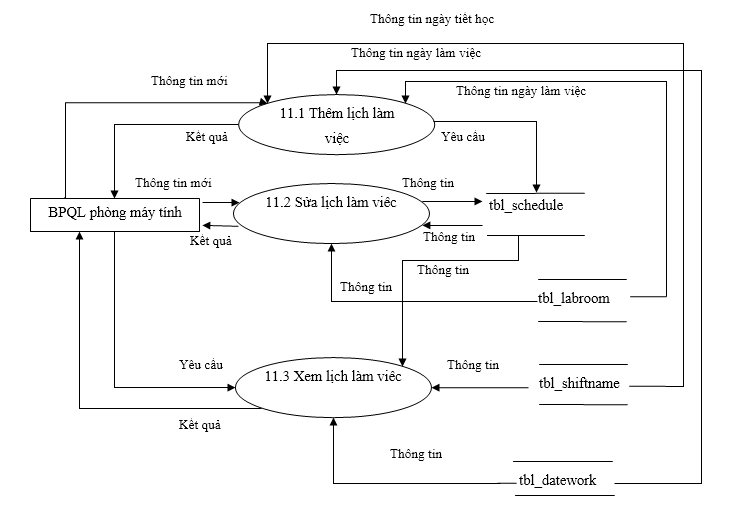 Thông tin ngày tiết học
Thông tin ngày làm việc
Thông tin mới
Thông tin ngày làm việc
11.1 Thêm lịch làm
việc
Kết quả
Yêu cầu
Thông tin mới
Thông tin
11.2 Sửa lịch làm viêc
BPQL phòng máy tính
tbl_schedule
Kết quả
Thông tin
Thông tin
Thông tin
tbl_labroom
Yêu cầu
Thông tin
11.3 Xem lịch làm viêc
tbl_shiftname
Kết quả
Thông tin
tbl_datework